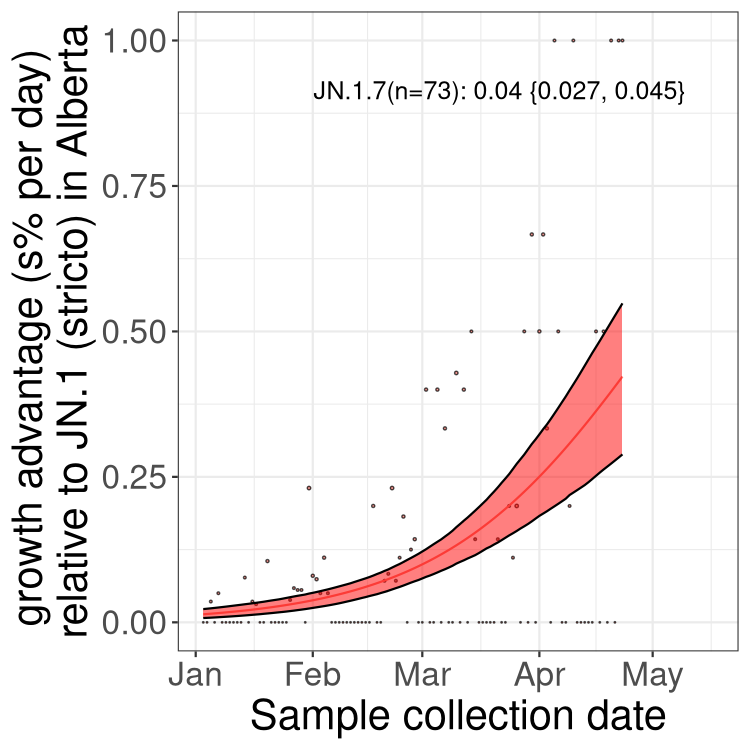 growth advantage (s% per day)
relative to JN.1 (stricto) in Alberta
1.00
JN.1.7(n=73): 0.04 {0.027, 0.045}
0.75
0.50
0.25
0.00
Jan Feb Mar Apr May
Sample collection date